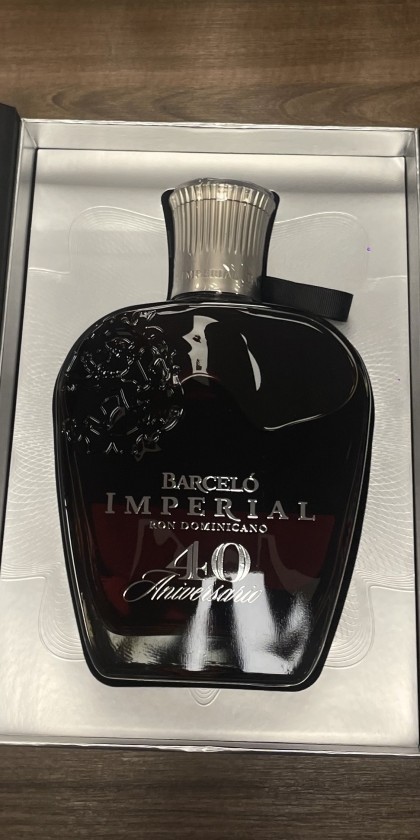 BARCELÓ
IMPERIAL
RON DOMINICANO
40
Aniversario